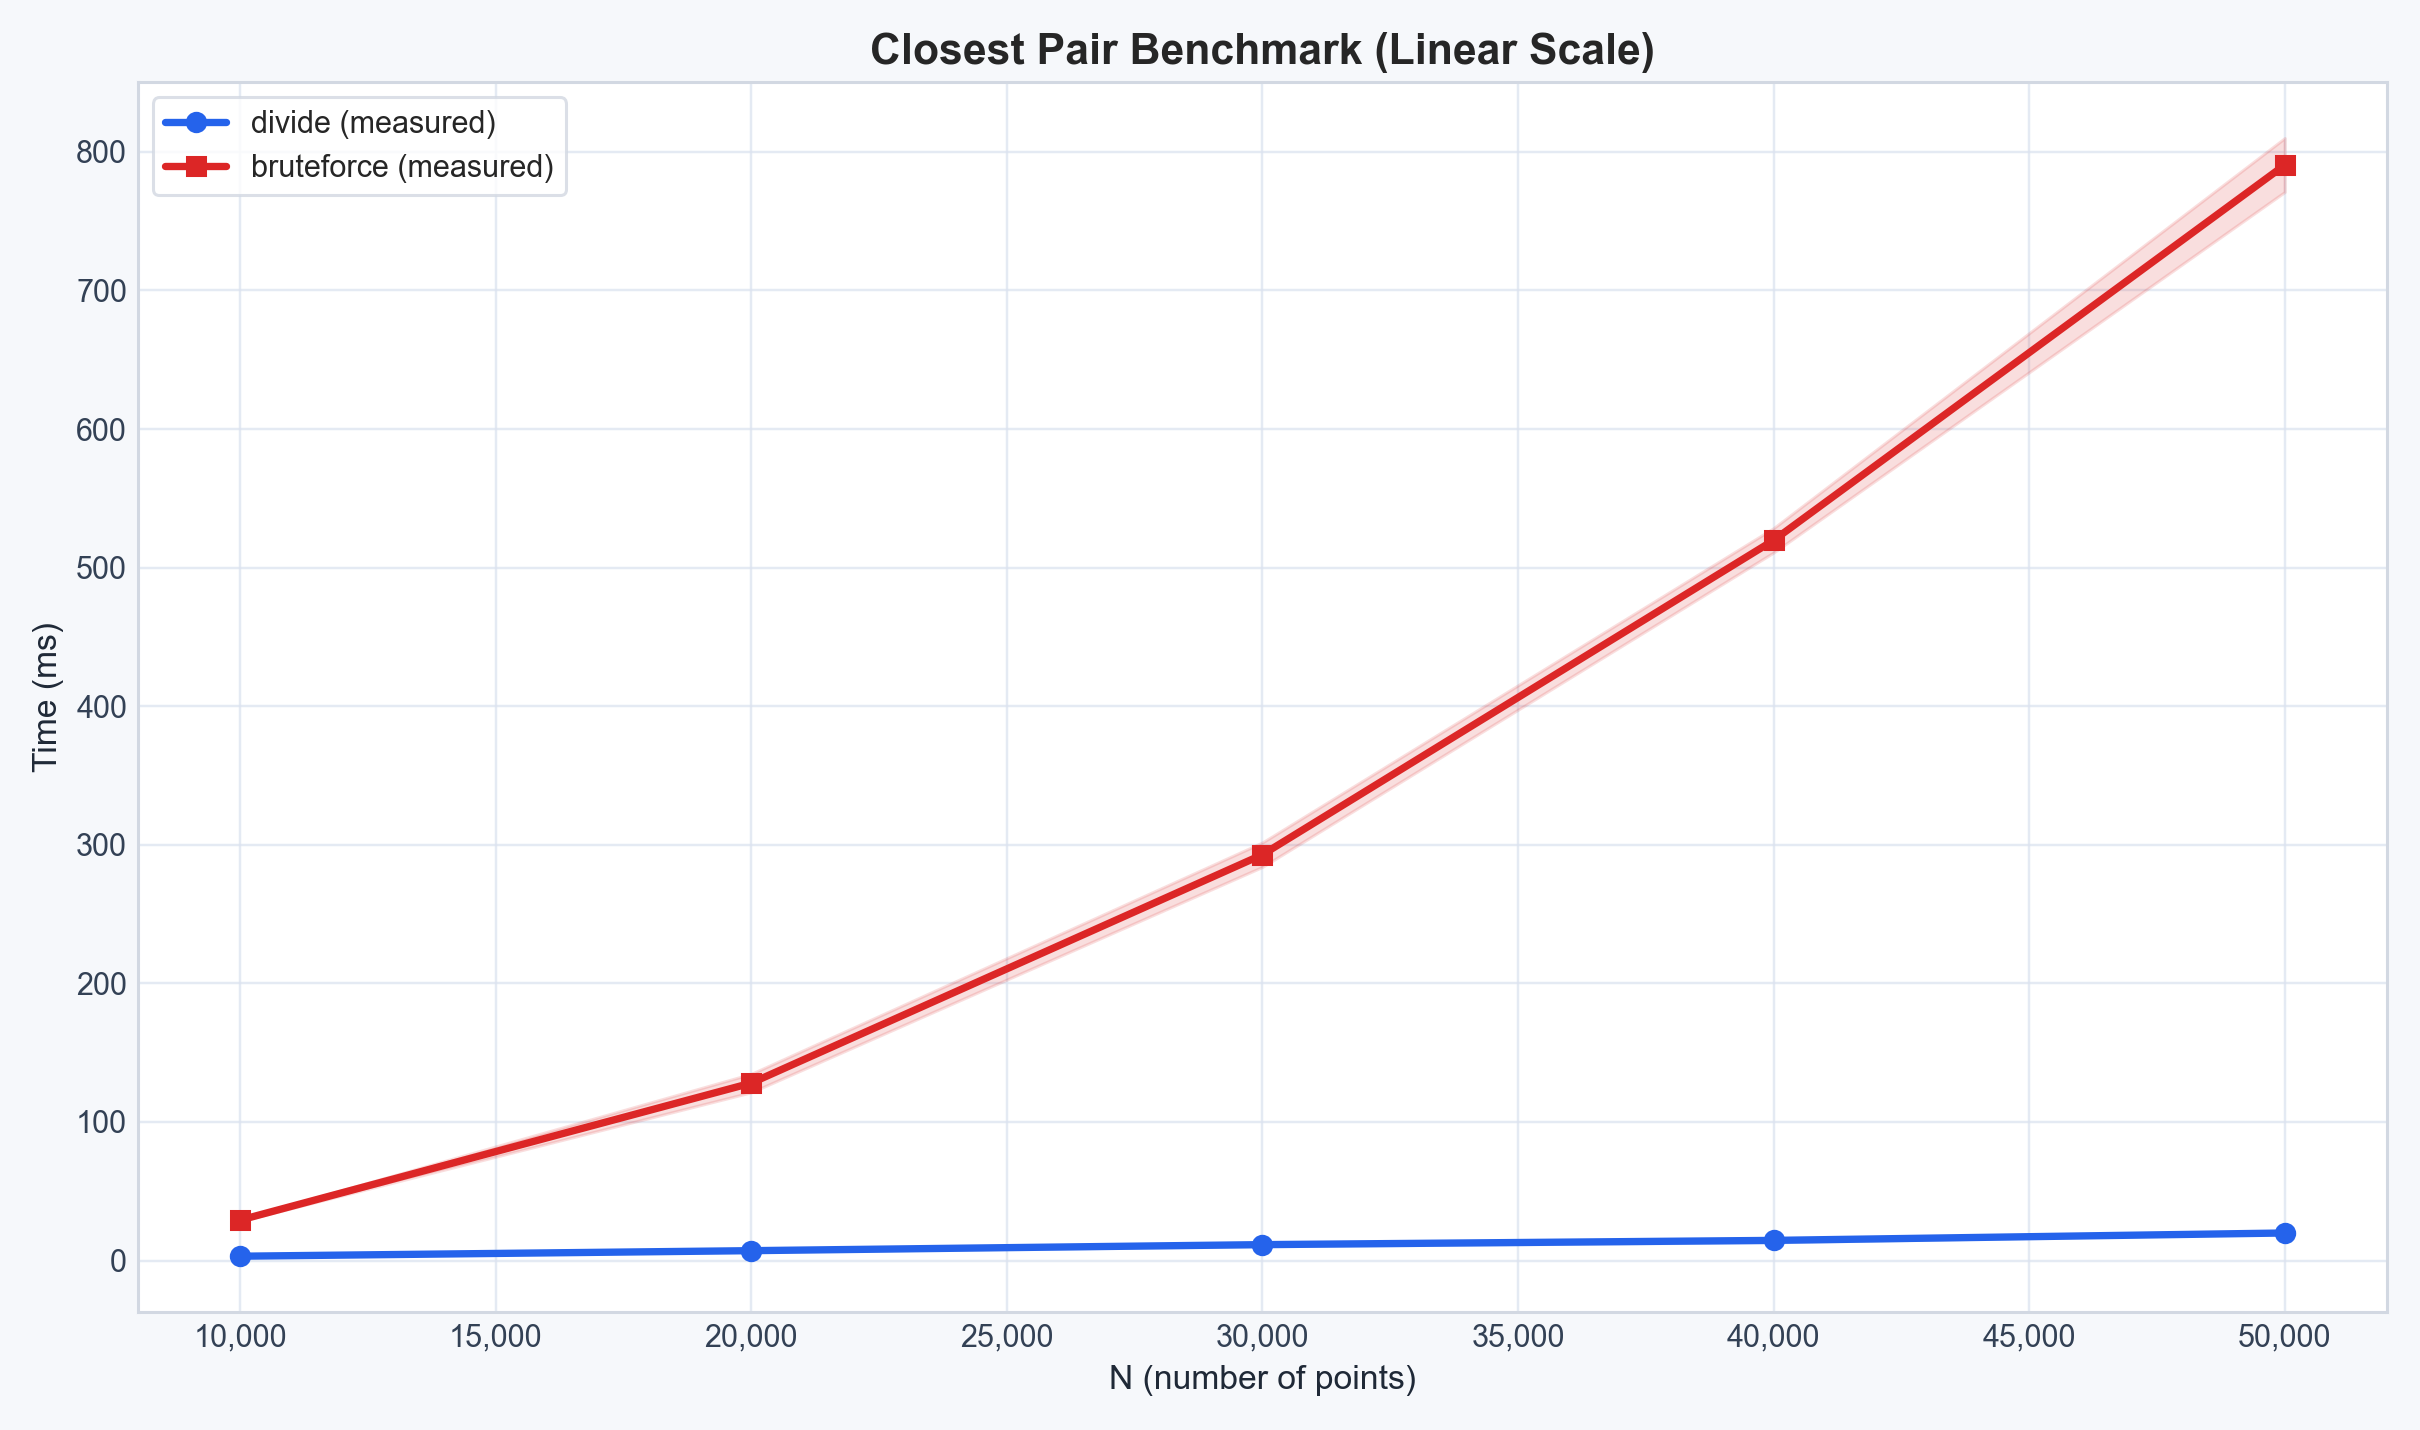 Closest Pair Benchmark (Linear Scale)
divide (measured)
bruteforce (measured)
800
700
600
500
400
300
200
100
0
Time (ms)
10,000 15,000 20,000 25,000 30,000 35,000 40,000 45,000 50,000
N (number of points)